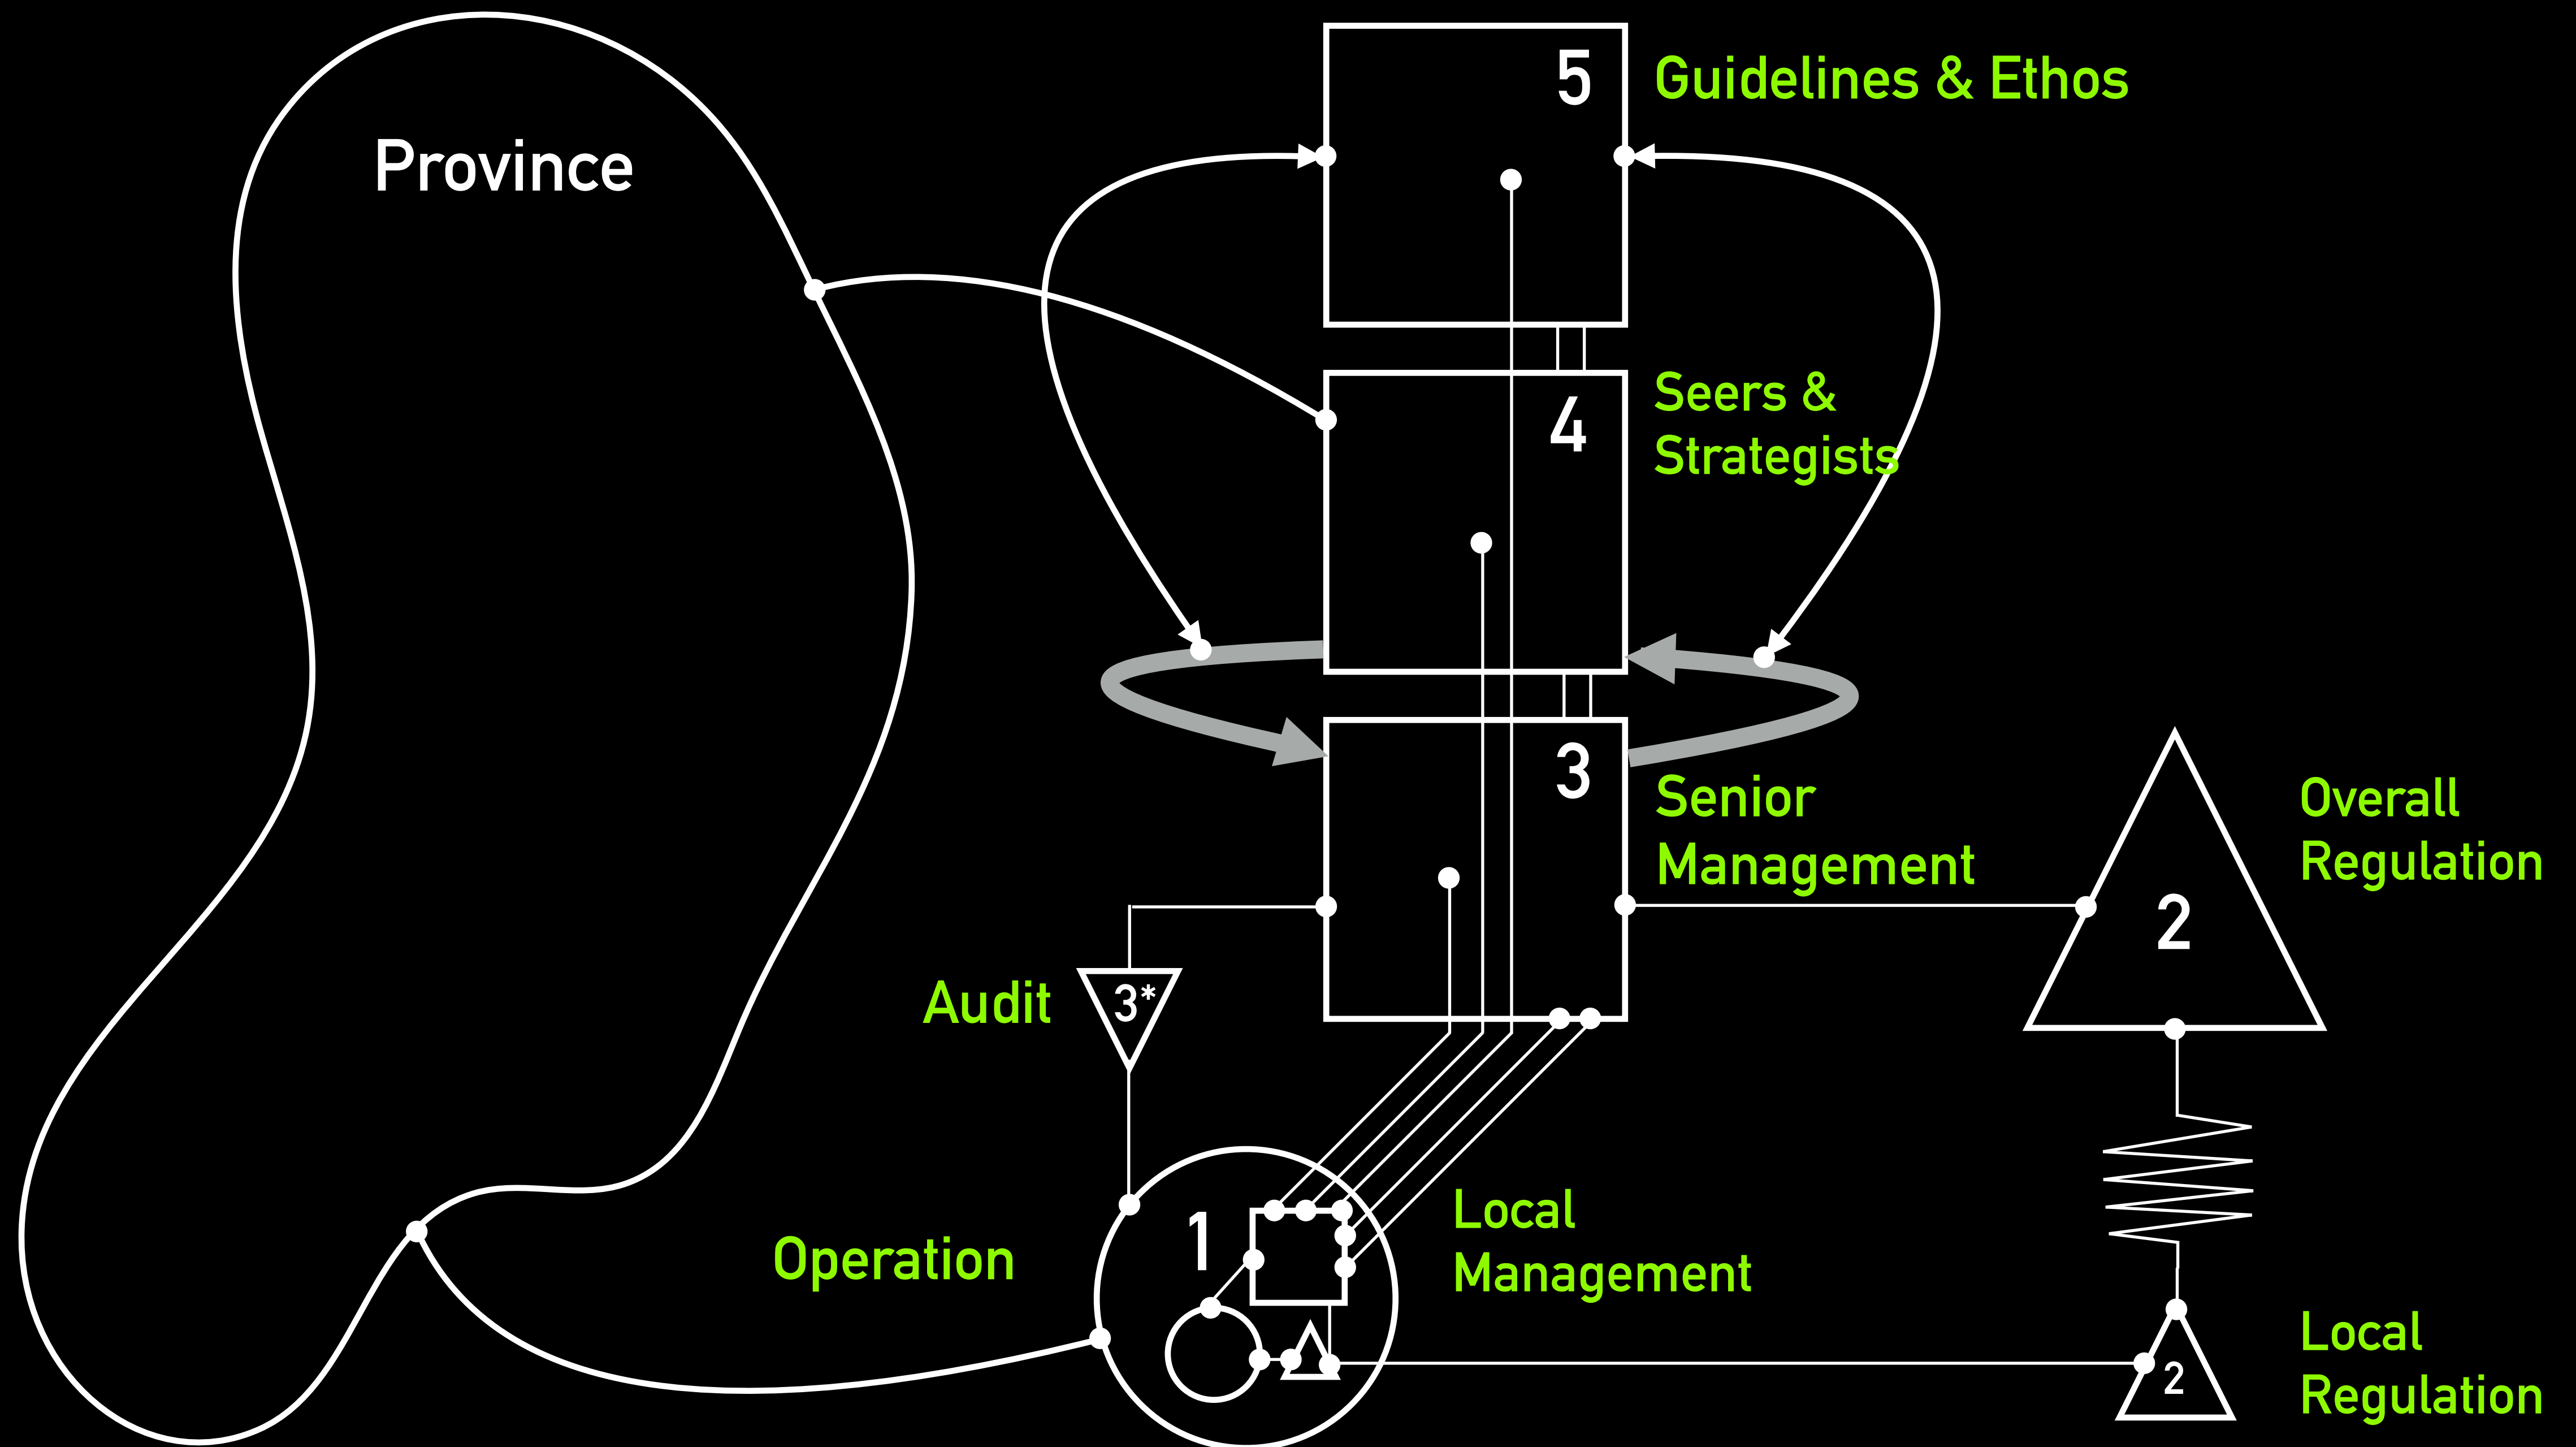 Province
5
Guidelines & Ethos
4
Seers &
Strategists
3
Senior
Management
2
Overall
Regulation
Audit
3*
Operation
1
Local
Management
2
Local
Regulation